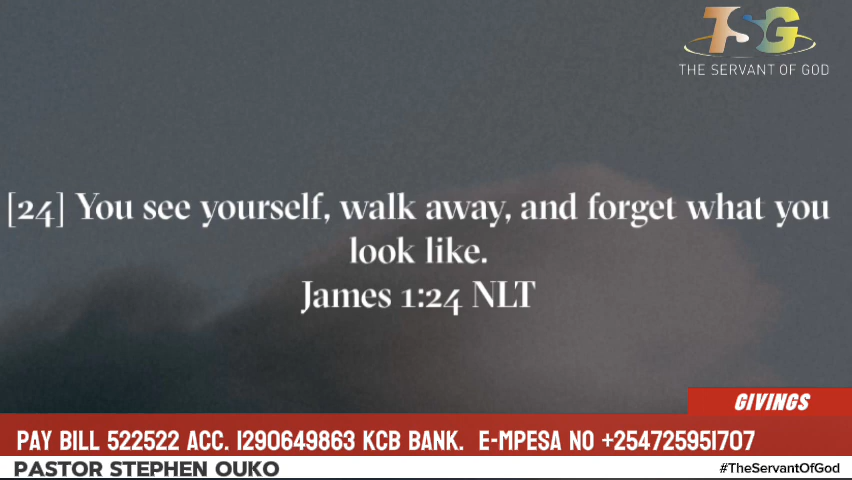 TSG
THE SERVANT OF GOD
[24] You see yourself, walk away, and forget what you
look like.
James 1:24 NLT
GIVINGS
PAY BILL 522522 ACC. 1290649863 KCB BANK. E-MPESA NO +254725951707
PASTOR STEPHEN OUKO
#TheServantOfGod